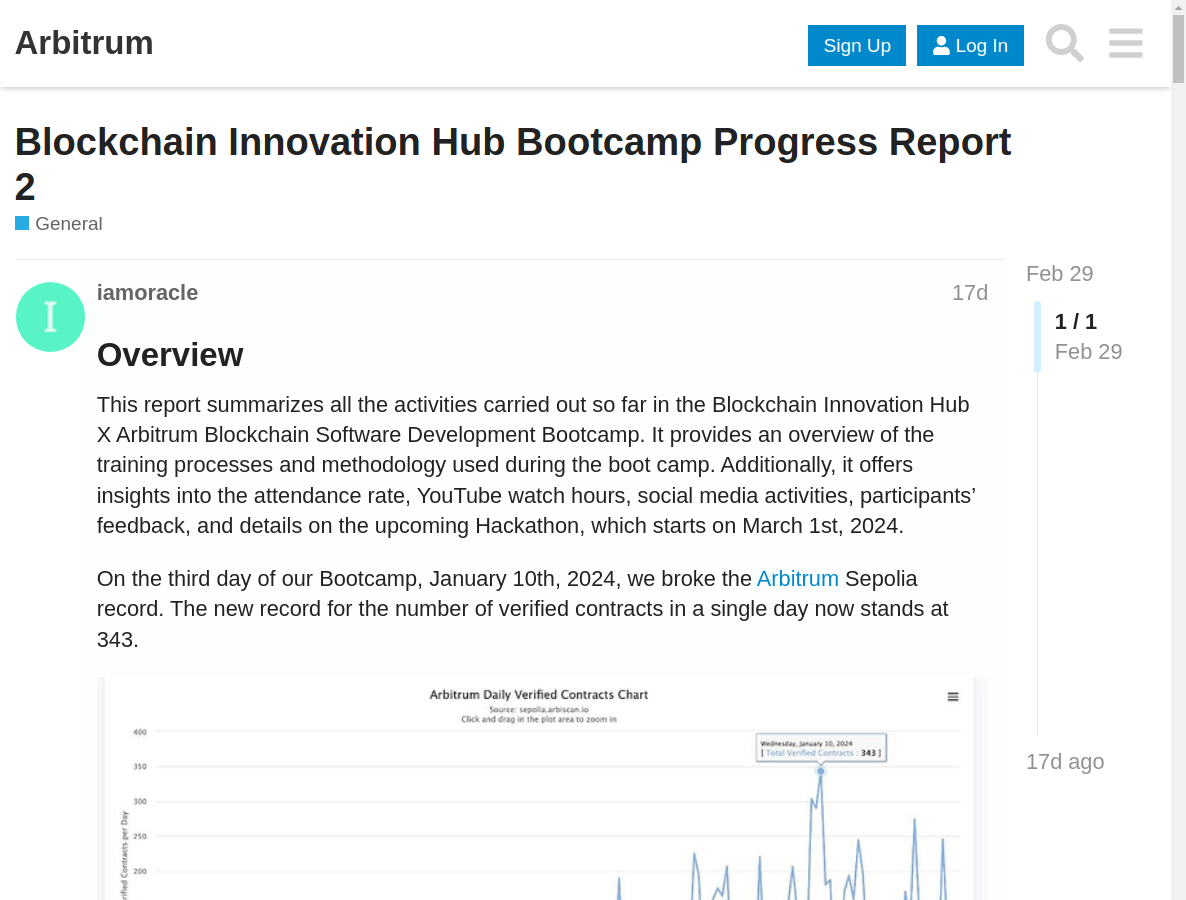 Arbitrum
Sign Up
Log In
Blockchain Innovation Hub Bootcamp Progress Report
2
General
I
iamoracle
17d
Feb 29
1 / 1
Feb 29
Overview
This report summarizes all the activities carried out so far in the Blockchain Innovation Hub
X Arbitrum Blockchain Software Development Bootcamp. It provides an overview of the
training processes and methodology used during the boot camp. Additionally, it offers
insights into the attendance rate, YouTube watch hours, social media activities, participants’
feedback, and details on the upcoming Hackathon, which starts on March 1st, 2024.
On the third day of our Bootcamp, January 10th, 2024, we broke the Arbitrum Sepolia
record. The new record for the number of verified contracts in a single day now stands at
343.
17d ago
Arbitrum Daily Verified Contracts Chart
Source: sepolia.arbiscan.io
Click and drag in the plot area to zoom in
Wednesday, January 10, 2024
[ Total Verified Contracts : 343 ]
400
350
300
250
200
Contracts per Day